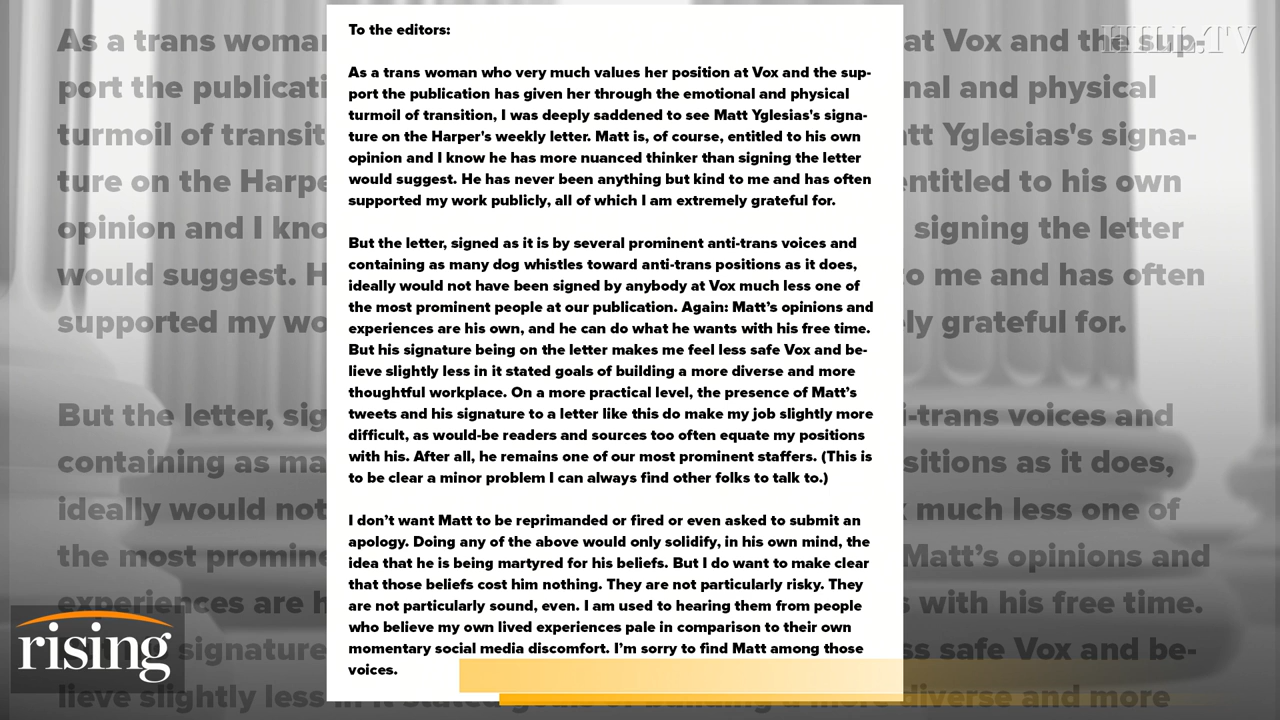 HILL.TV
To the editors:
As a trans woman who very much values her position at Vox and the sup-
port the publication has given her through the emotional and physical
turmoil of transition, I was deeply saddened to see Matt Yglesias's signa-
ture on the Harper's weekly letter. Matt is, of course, entitled to his own
opinion and I know he has more nuanced thinker than signing the letter
would suggest. He has never been anything but kind to me and has often
supported my work publicly, all of which I am extremely grateful for.
But the letter, signed as it is by several prominent anti-trans voices and
containing as many dog whistles toward anti-trans positions as it does,
ideally would not have been signed by anybody at Vox much less one of
the most prominent people at our publication. Again: Matt’s opinions and
experiences are his own, and he can do what he wants with his free time.
But his signature being on the letter makes me feel less safe Vox and be-
lieve slightly less in it stated goals of building a more diverse and more
thoughtful workplace. On a more practical level, the presence of Matt’s
tweets and his signature to a letter like this do make my job slightly more
difficult, as would-be readers and sources too often equate my positions
with his. After all, he remains one of our most prominent staffers. (This is
to be clear a minor problem I can always find other folks to talk to.)
I don’t want Matt to be reprimanded or fired or even asked to submit an
apology. Doing any of the above would only solidify, in his own mind, the
idea that he is being martyred for his beliefs. But I do want to make clear
that those beliefs cost him nothing. They are not particularly risky. They
are not particularly sound, even. I am used to hearing them from people
who believe my own lived experiences pale in comparison to their own
momentary social media discomfort. I’m sorry to find Matt among those
voices.
rising